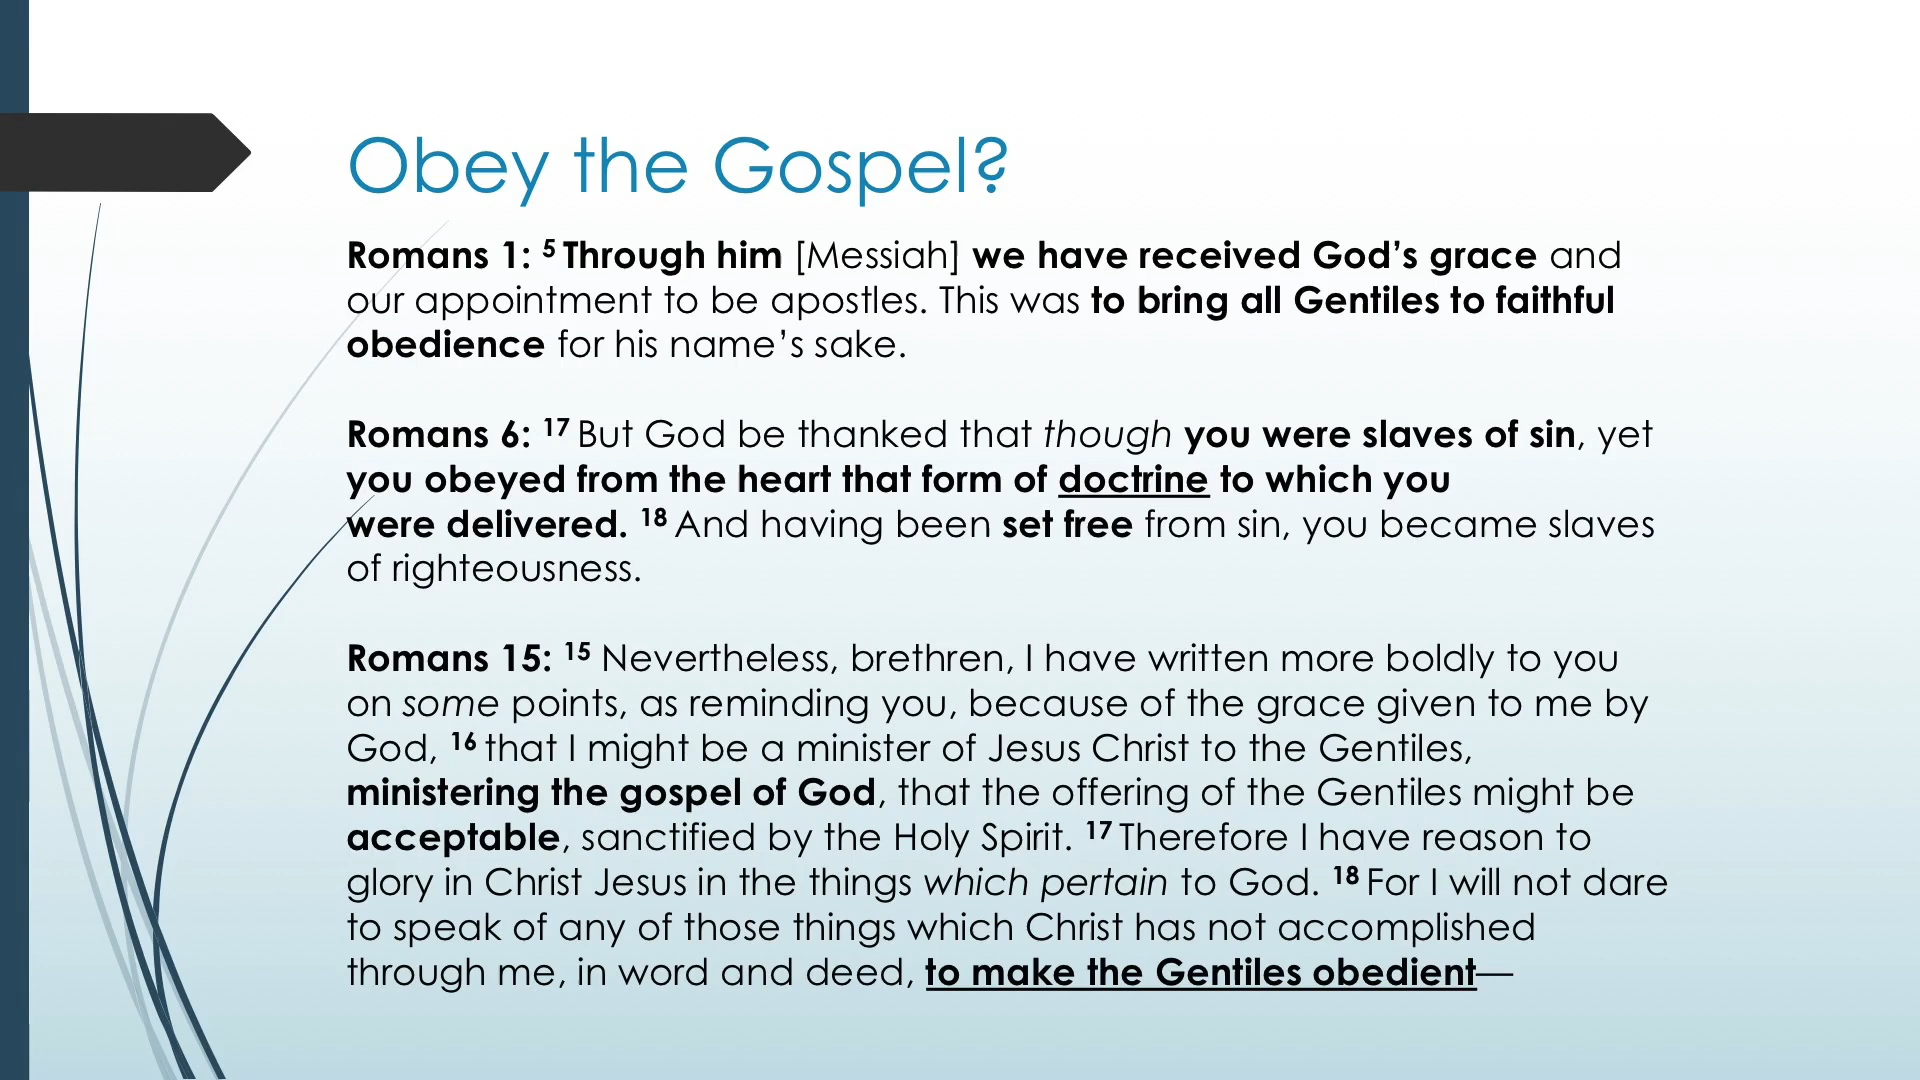 Obey the Gospel?
Romans 1: ⁵ Through him [Messiah] we have received God’s grace and
our appointment to be apostles. This was to bring all Gentiles to faithful
obedience for his name’s sake.
Romans 6: ¹⁷ But God be thanked that though you were slaves of sin, yet
you obeyed from the heart that form of doctrine to which you
were delivered. ¹⁸ And having been set free from sin, you became slaves
of righteousness.
Romans 15: ¹⁵ Nevertheless, brethren, I have written more boldly to you
on some points, as reminding you, because of the grace given to me by
God, ¹⁶ that I might be a minister of Jesus Christ to the Gentiles,
ministering the gospel of God, that the offering of the Gentiles might be
acceptable, sanctified by the Holy Spirit. ¹⁷ Therefore I have reason to
glory in Christ Jesus in the things which pertain to God. ¹⁸ For I will not dare
to speak of any of those things which Christ has not accomplished
through me, in word and deed, to make the Gentiles obedient—